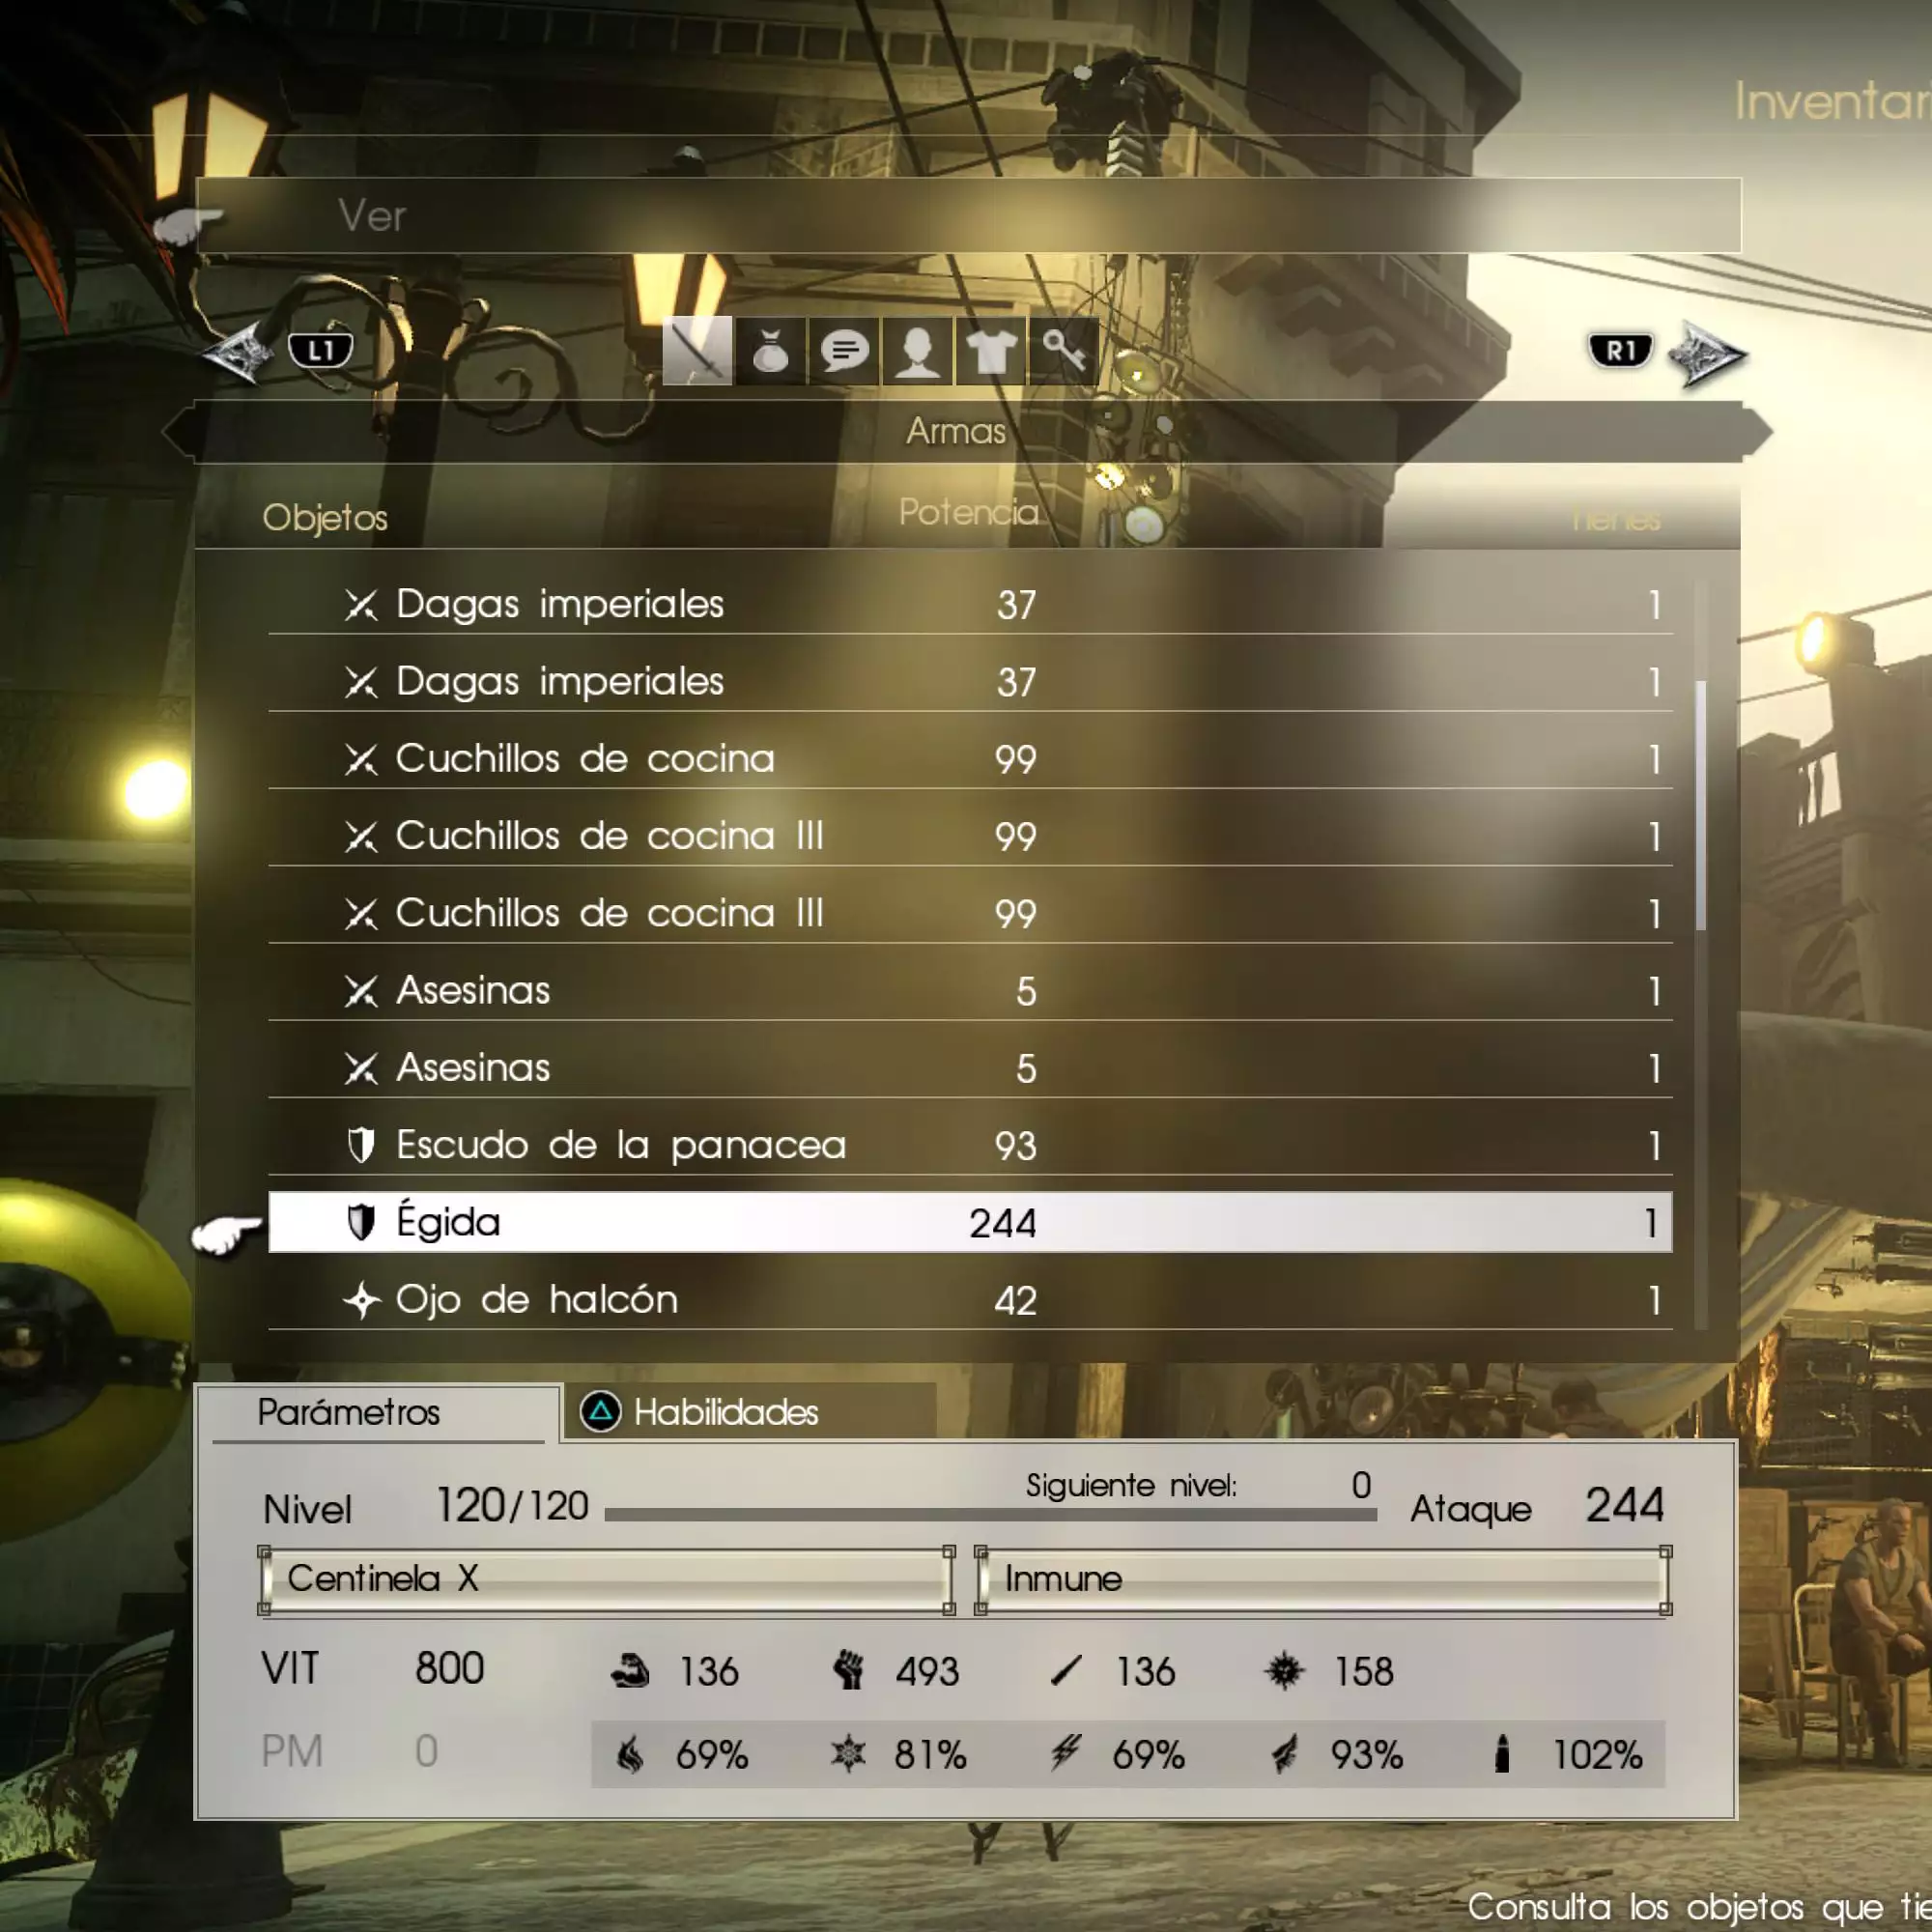 Inventar
Ver
L1 R1
Armas
Objetos Potencia Tienes
Dagas imperiales 37 1
Dagas imperiales 37 1
Cuchillos de cocina 99 1
Cuchillos de cocina III 99 1
Cuchillos de cocina III 99 1
Asesinas 5 1
Asesinas 5 1
Escudo de la panacea 93 1
Égida 244 1
Ojo de halcón 42 1
Parámetros Habilidades
Nivel 120/120 Siguiente nivel: 0 Ataque 244
Centinela X Inmune
VIT 800 136 493 136 158
PM 0 69% 81% 69% 93% 102%
Consulta los objetos que tie